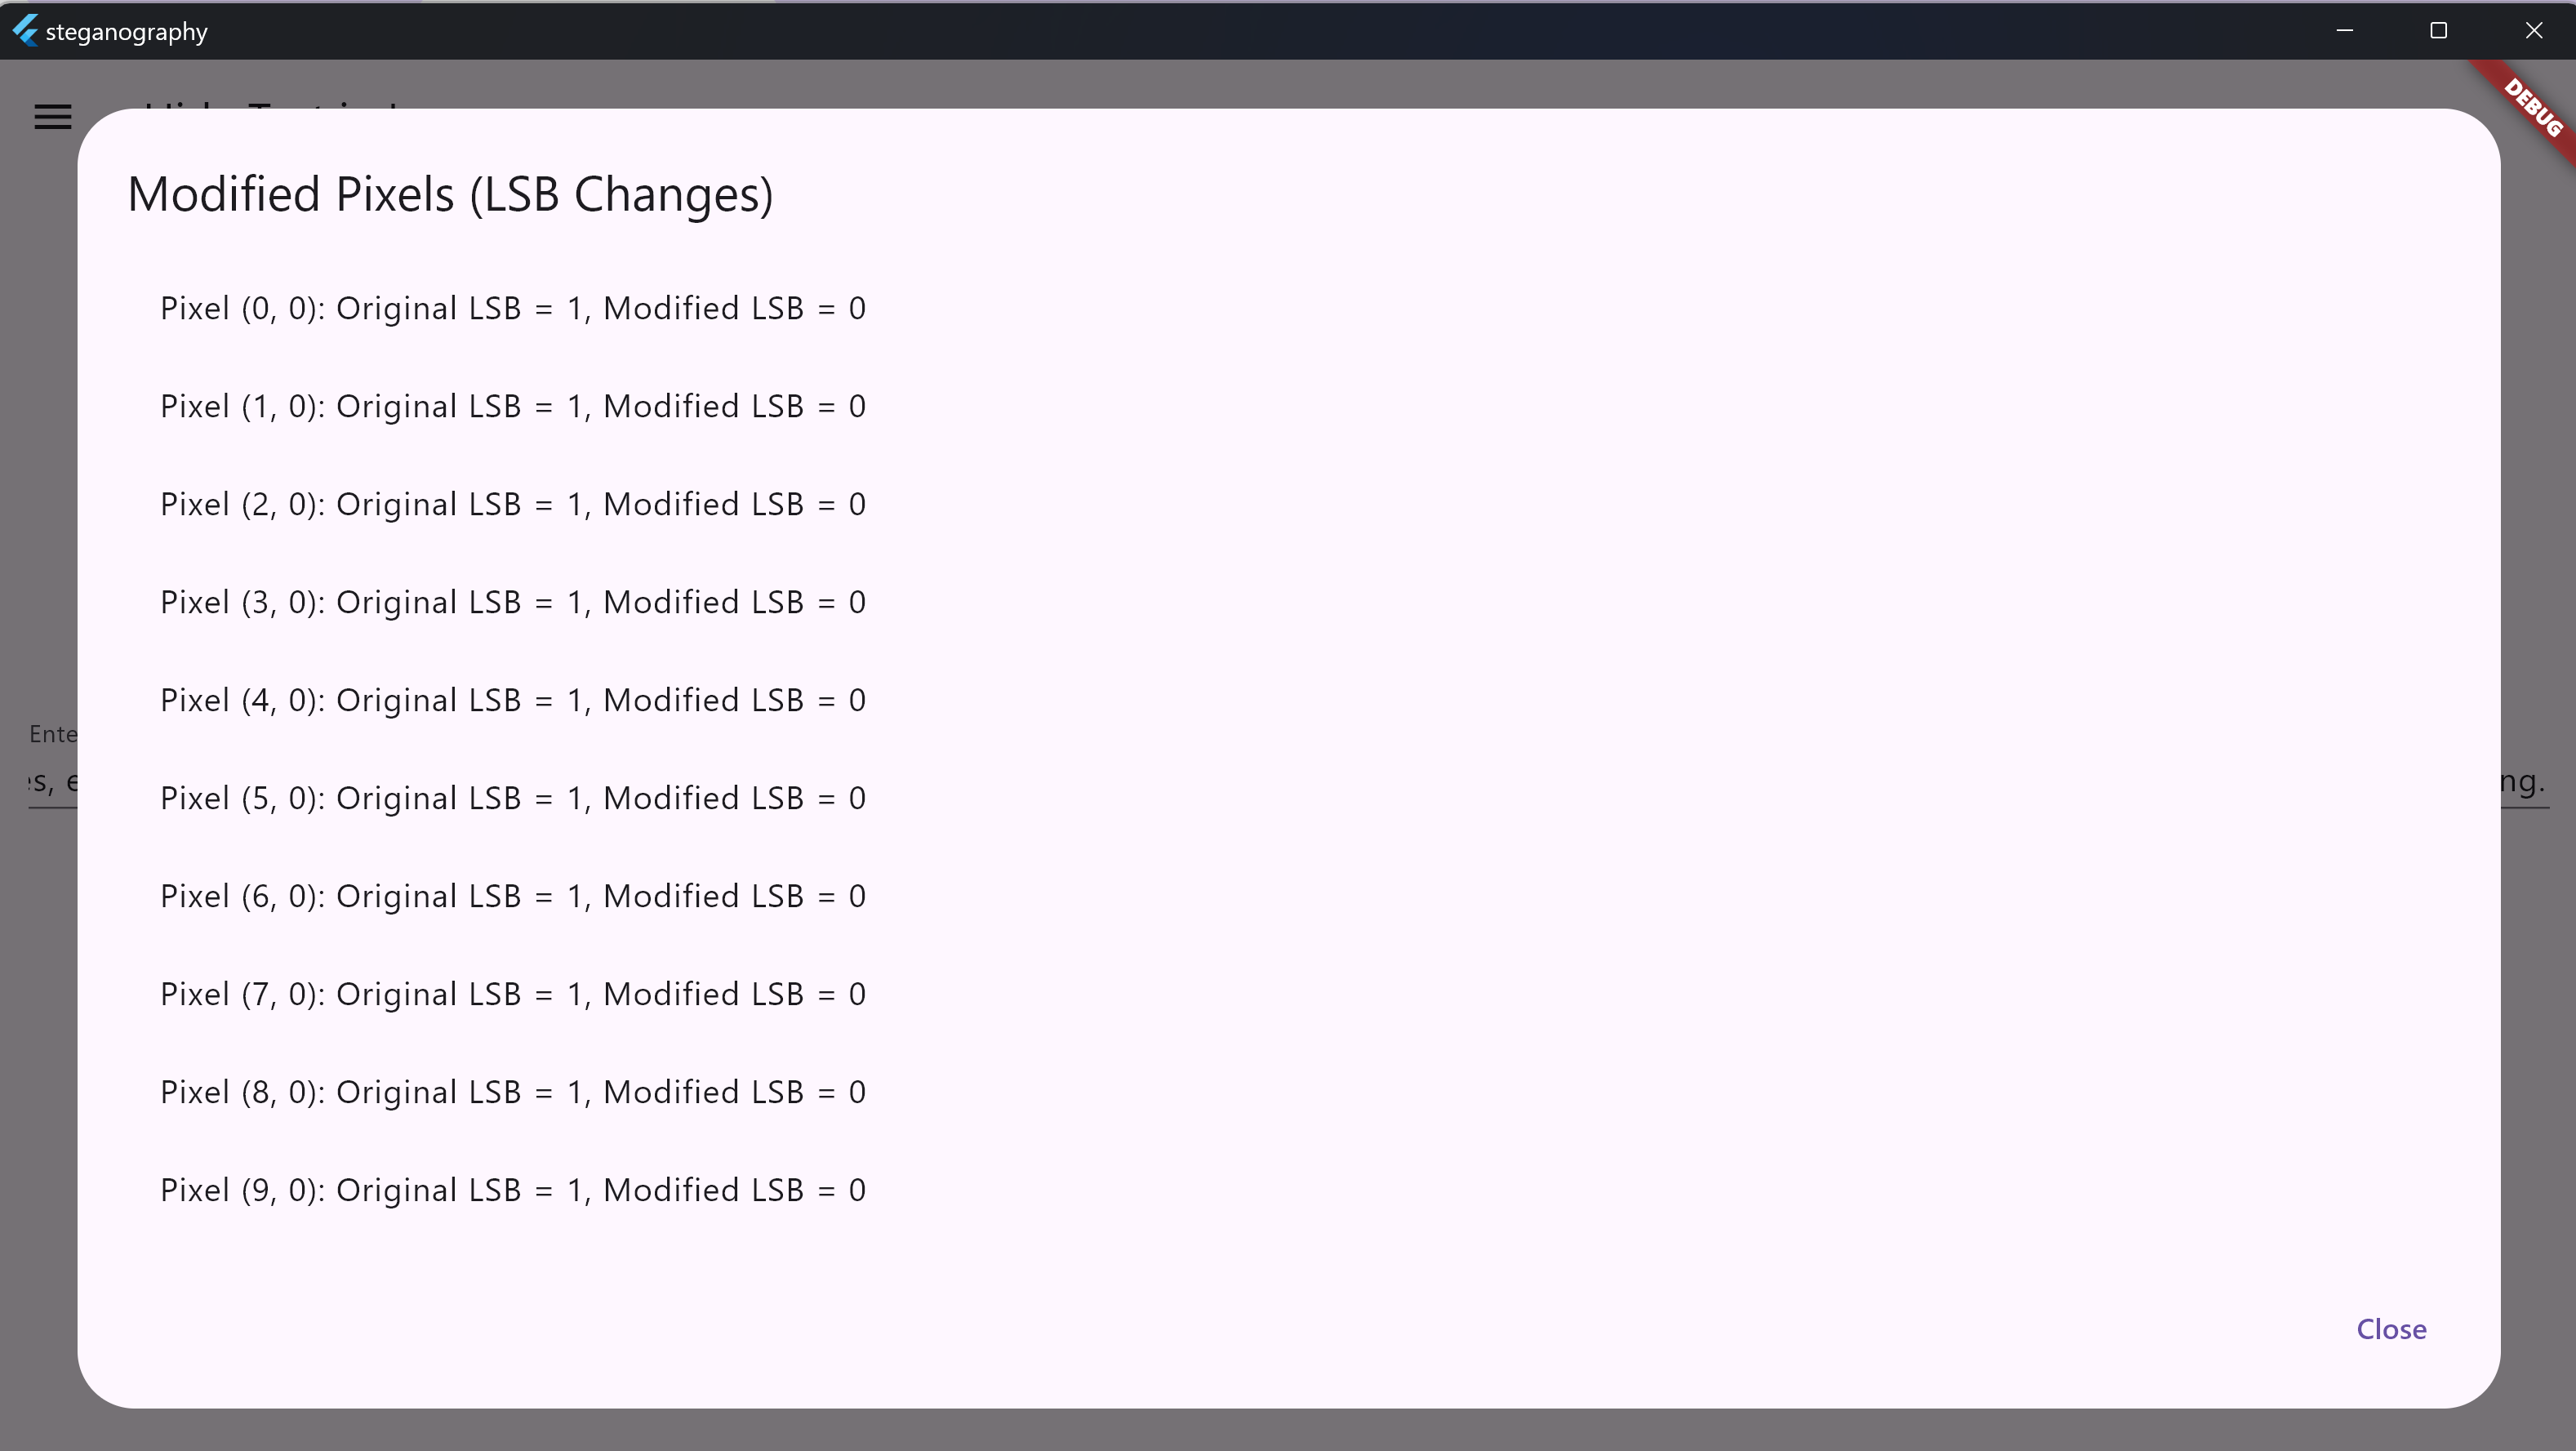 steganography
DEBUG
Modified Pixels (LSB Changes)
Pixel (0, 0): Original LSB = 1, Modified LSB = 0
Pixel (1, 0): Original LSB = 1, Modified LSB = 0
Pixel (2, 0): Original LSB = 1, Modified LSB = 0
Pixel (3, 0): Original LSB = 1, Modified LSB = 0
Pixel (4, 0): Original LSB = 1, Modified LSB = 0
Ente
Pixel (5, 0): Original LSB = 1, Modified LSB = 0
s, e
ng.
Pixel (6, 0): Original LSB = 1, Modified LSB = 0
Pixel (7, 0): Original LSB = 1, Modified LSB = 0
Pixel (8, 0): Original LSB = 1, Modified LSB = 0
Pixel (9, 0): Original LSB = 1, Modified LSB = 0
Close